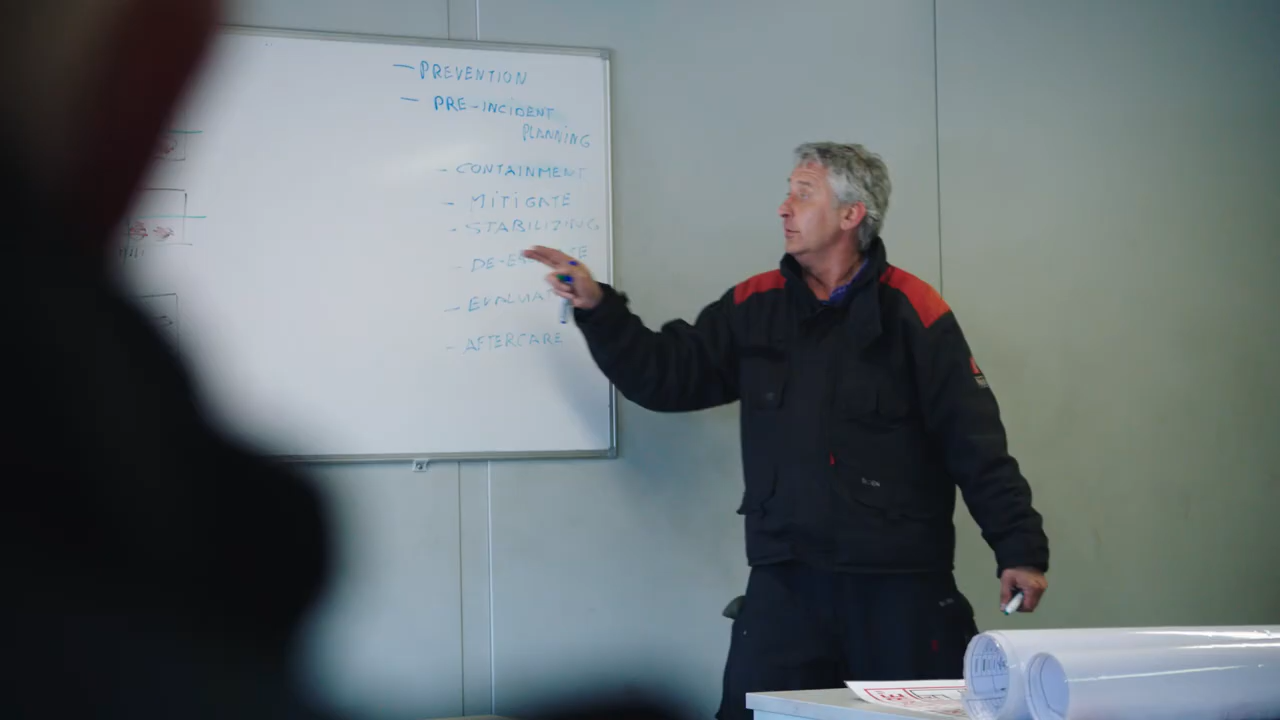 — PREVENTION
— PRE-INCIDENT
PLANNING
- CONTAINMENT
- MITIGATE
- STABILIZING
- AFTERCARE